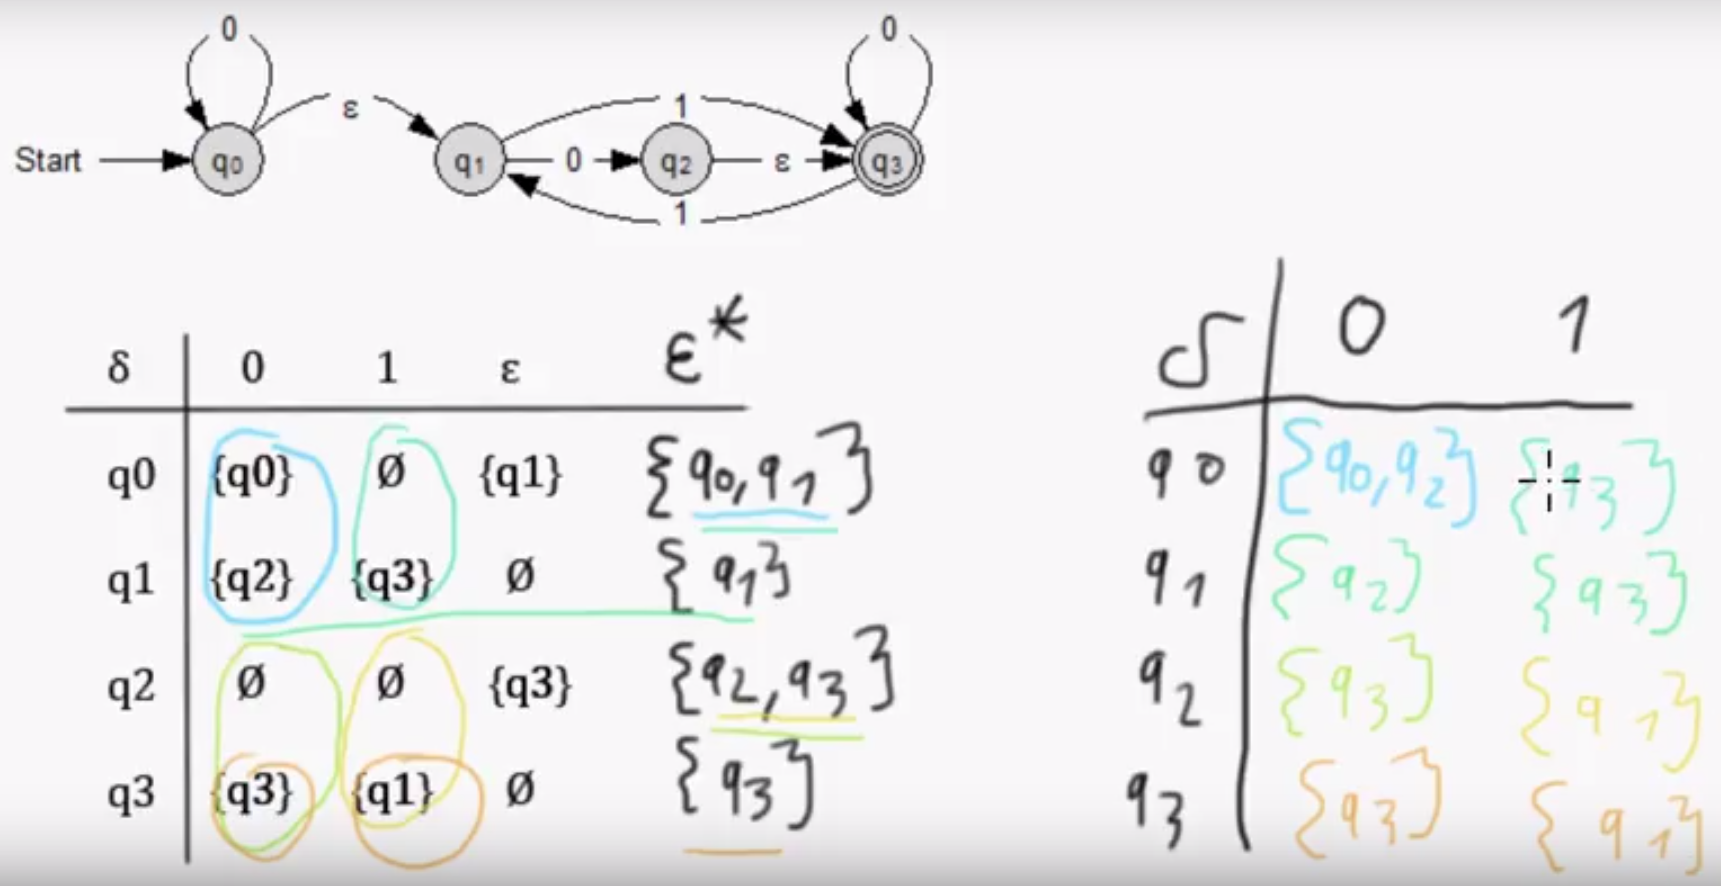 0 0
ε 1
Start q0 q1 0 q2 ε q3
1
δ 0 1 ε ε*
q0 {q0} Ø {q1} {q0,q1}
q1 {q2} {q3} Ø {q1}
q2 Ø Ø {q3} {q2,q3}
q3 {q3} {q1} Ø {q3}
δ 0 1
q0 {q0,q2} {q3}
q1 {q2} {q3}
q2 {q3} {q1}
q3 {q3} {q1}